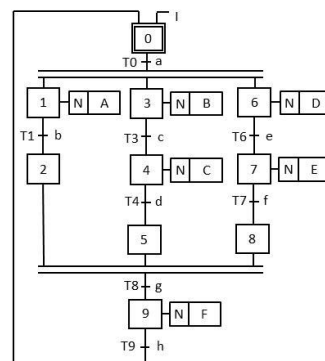 I
0
T0 a
1 N A 3 N B 6 N D
T1 b T3 c T6 e
2 4 N C 7 N E
T4 d T7 f
5 8
T8 g
9 N F
T9 h